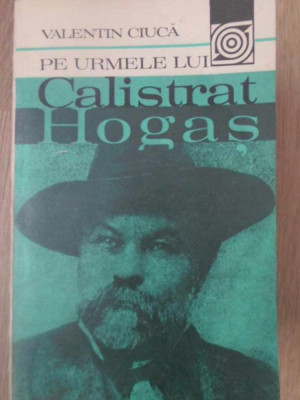 VALENTIN CIUCĂ
PE URMELE LUI
Calistrat
Hogaș